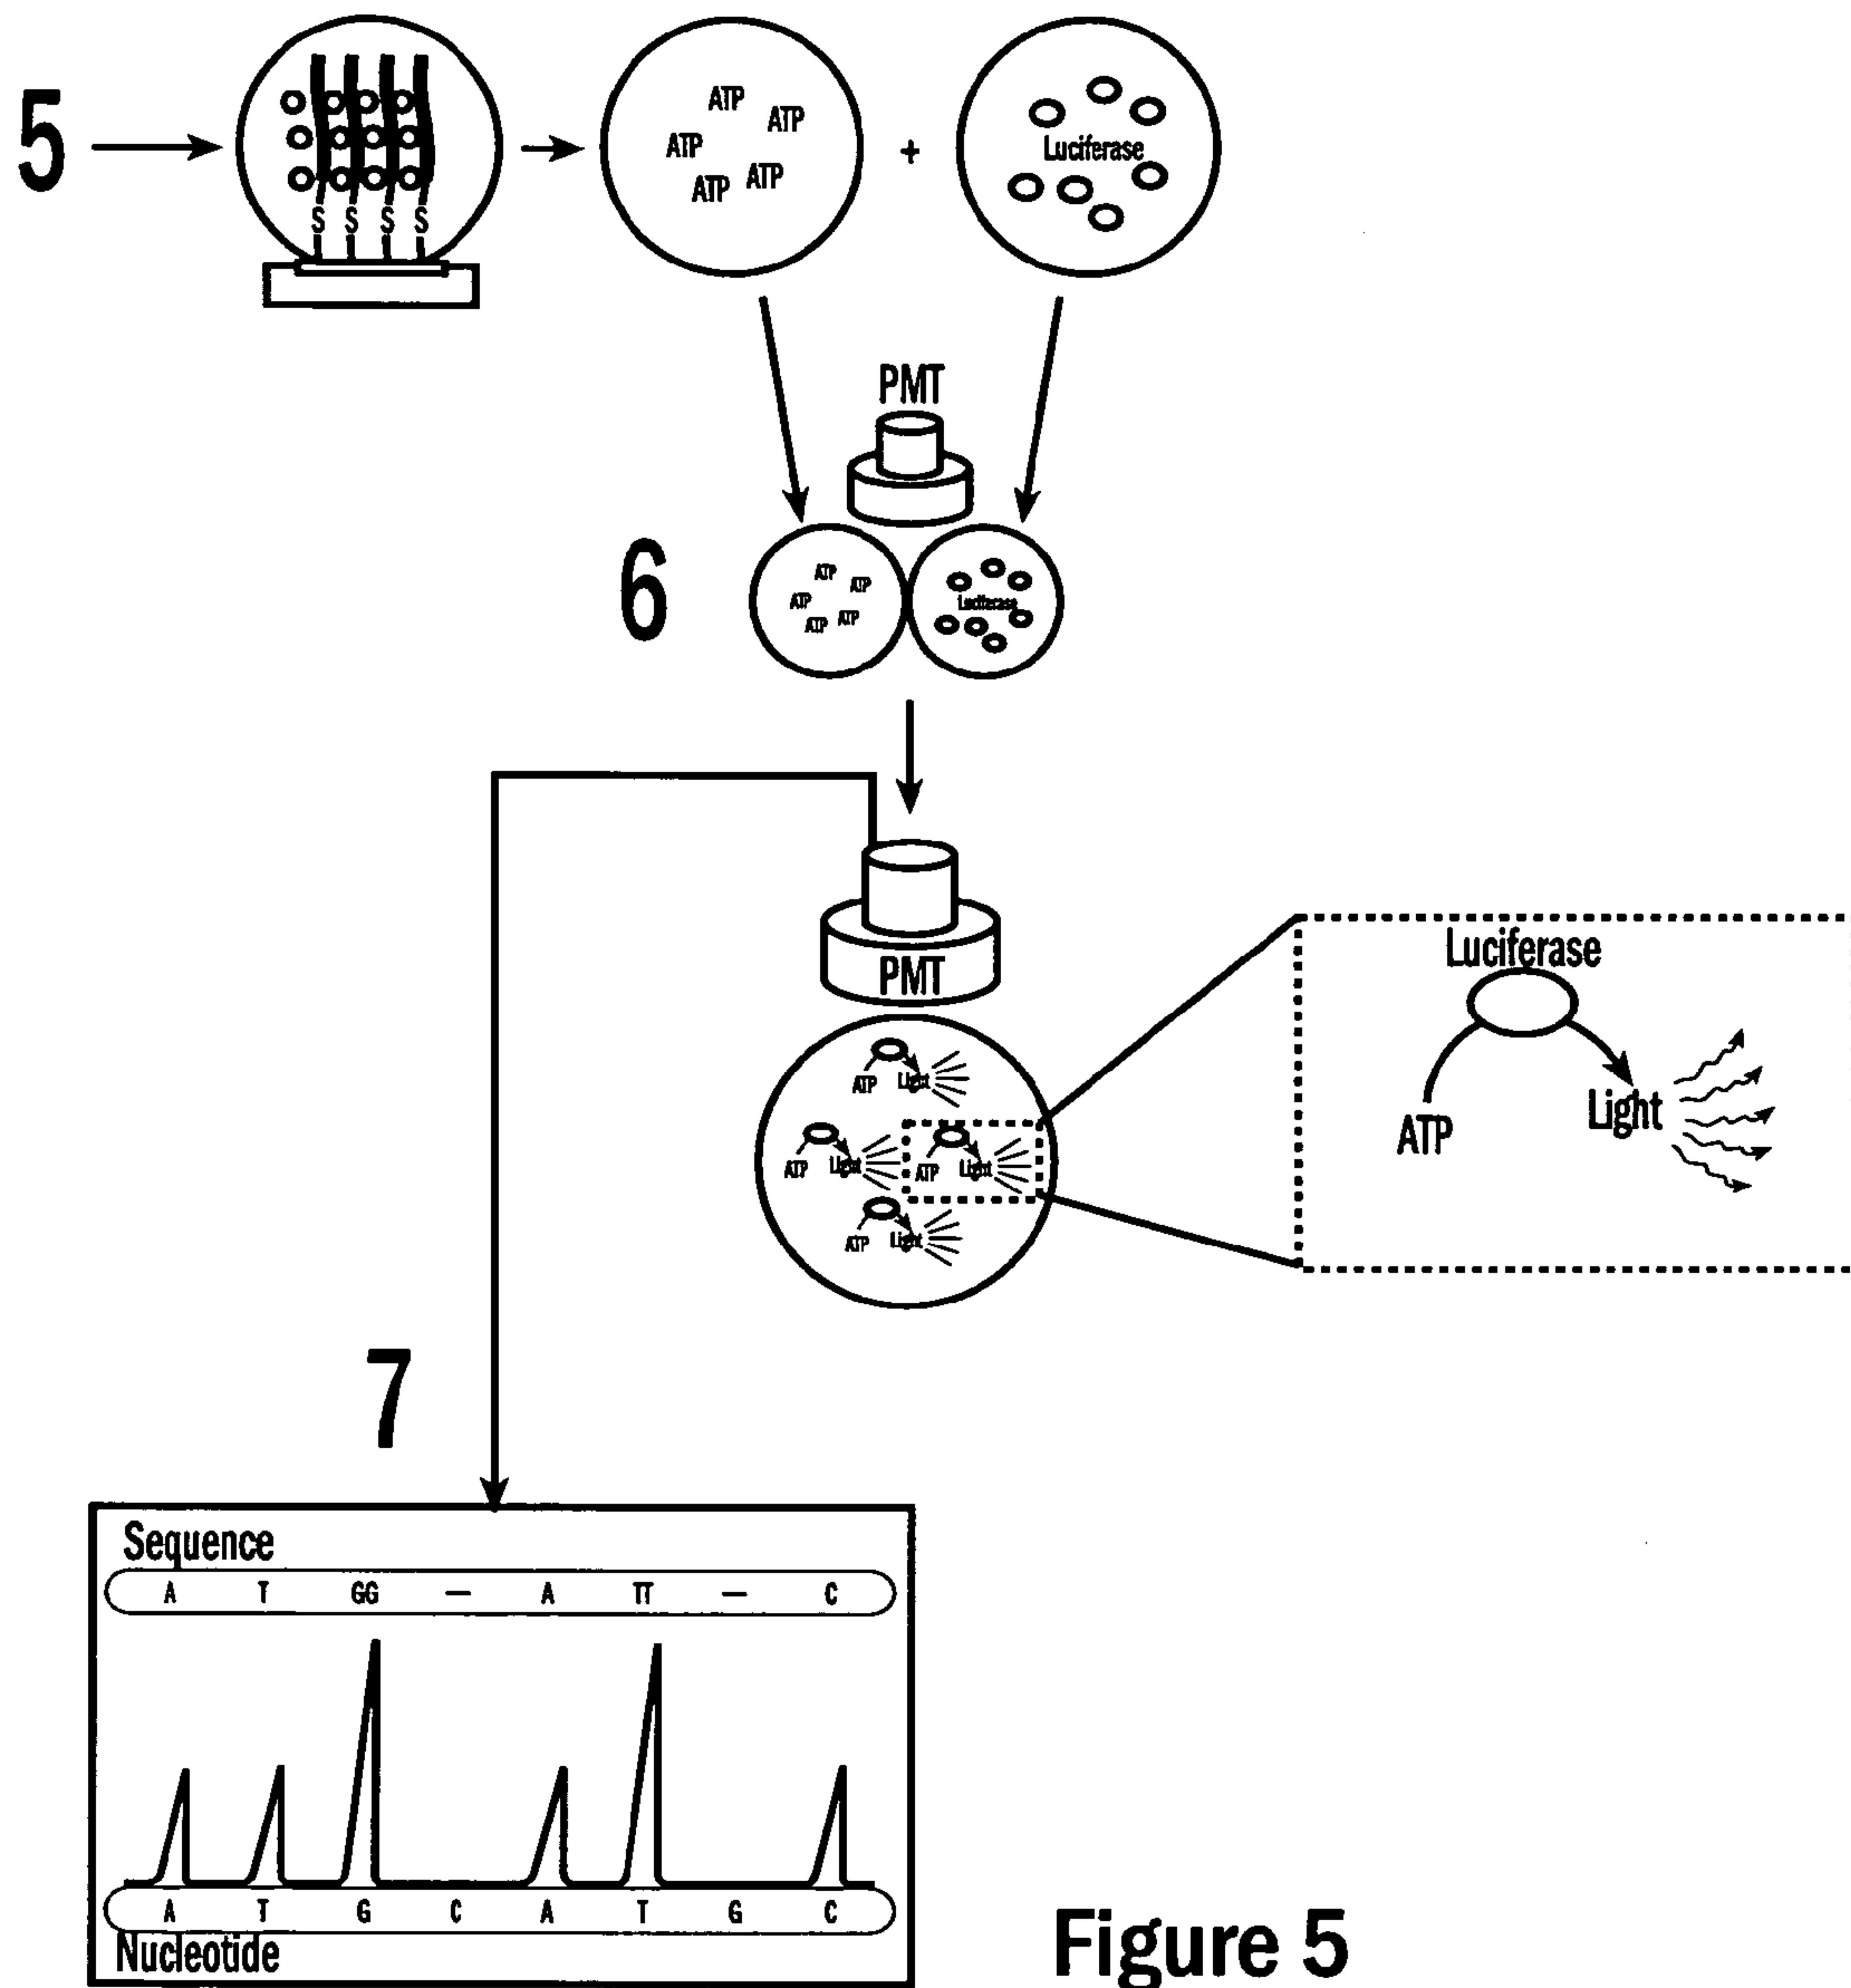 5
S S S S
ATP
ATP
ATP
ATP
ATP
+
Luciferase
PMT
6
ATP
ATP
ATP
ATP
ATP
Luciferase
PMT
Luciferase
ATP
Light
ATP Light
ATP Light
ATP Light
ATP Light
7
Sequence
A T GG — A TT — C
A T G C A T G C
Nucleotide
Figure 5